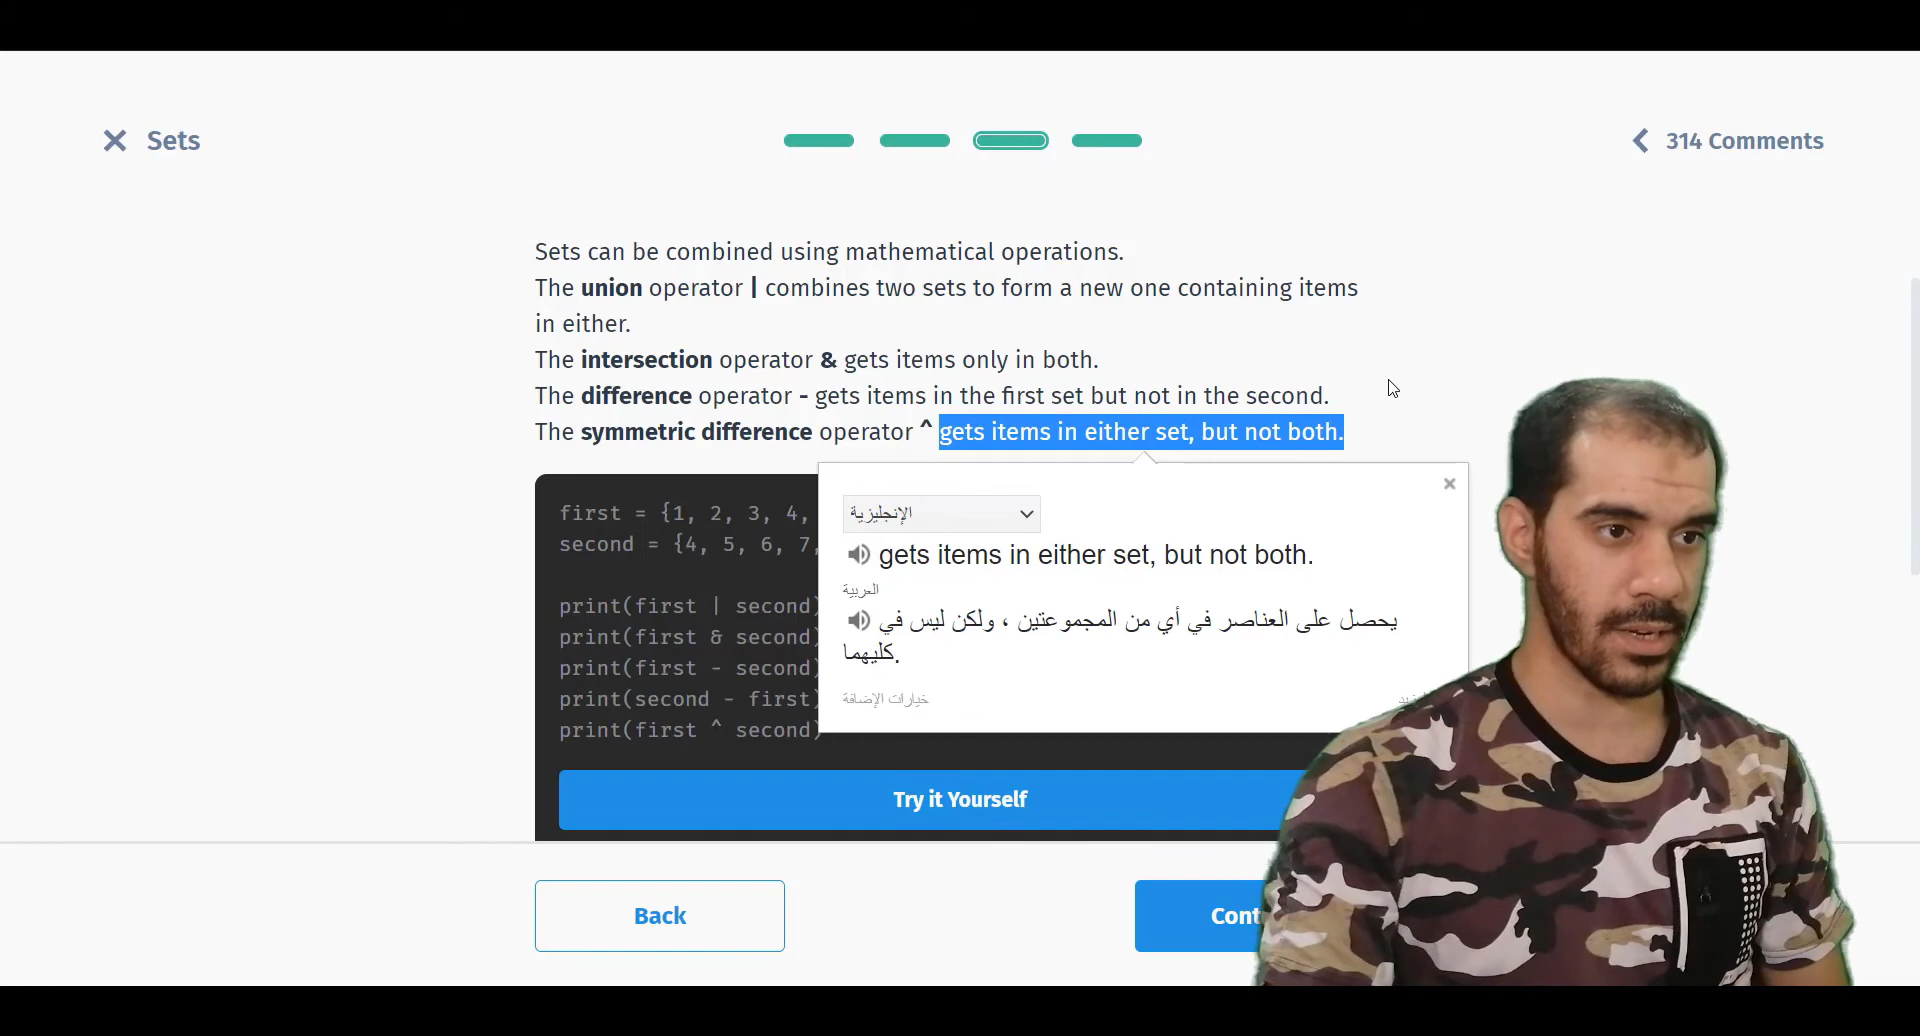 Sets
314 Comments
Sets can be combined using mathematical operations.
The union operator | combines two sets to form a new one containing items
in either.
The intersection operator & gets items only in both.
The difference operator - gets items in the first set but not in the second.
The symmetric difference operator ^ gets items in either set, but not both.
first = {1, 2, 3, 4,
second = {4, 5, 6, 7,
print(first | second)
print(first & second)
print(first - second)
print(second - first)
print(first ^ second)
الإنجليزية
gets items in either set, but not both.
العربية
يحصل على العناصر في أي من المجموعتين ، ولكن ليس في
كليهما.
خيارات الإضافة
Try it Yourself
Back
Cont